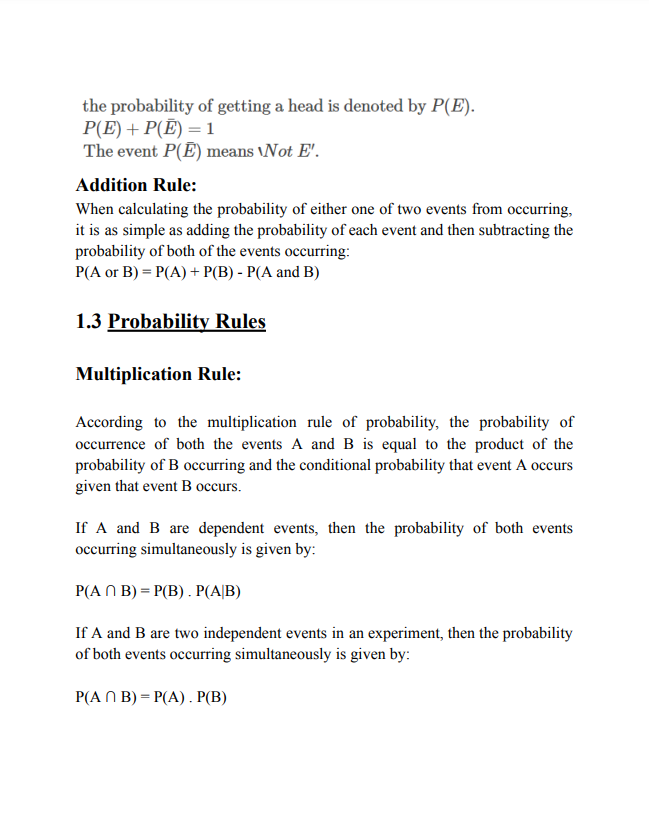 the probability of getting a head is denoted by P(E).
P(E) + P(Ē) = 1
The event P(Ē) means \Not E'.
Addition Rule:
When calculating the probability of either one of two events from occurring,
it is as simple as adding the probability of each event and then subtracting the
probability of both of the events occurring:
P(A or B) = P(A) + P(B) - P(A and B)
1.3 Probability Rules
Multiplication Rule:
According to the multiplication rule of probability, the probability of
occurrence of both the events A and B is equal to the product of the
probability of B occurring and the conditional probability that event A occurs
given that event B occurs.
If A and B are dependent events, then the probability of both events
occurring simultaneously is given by:
P(A ∩ B) = P(B) . P(A|B)
If A and B are two independent events in an experiment, then the probability
of both events occurring simultaneously is given by:
P(A ∩ B) = P(A) . P(B)